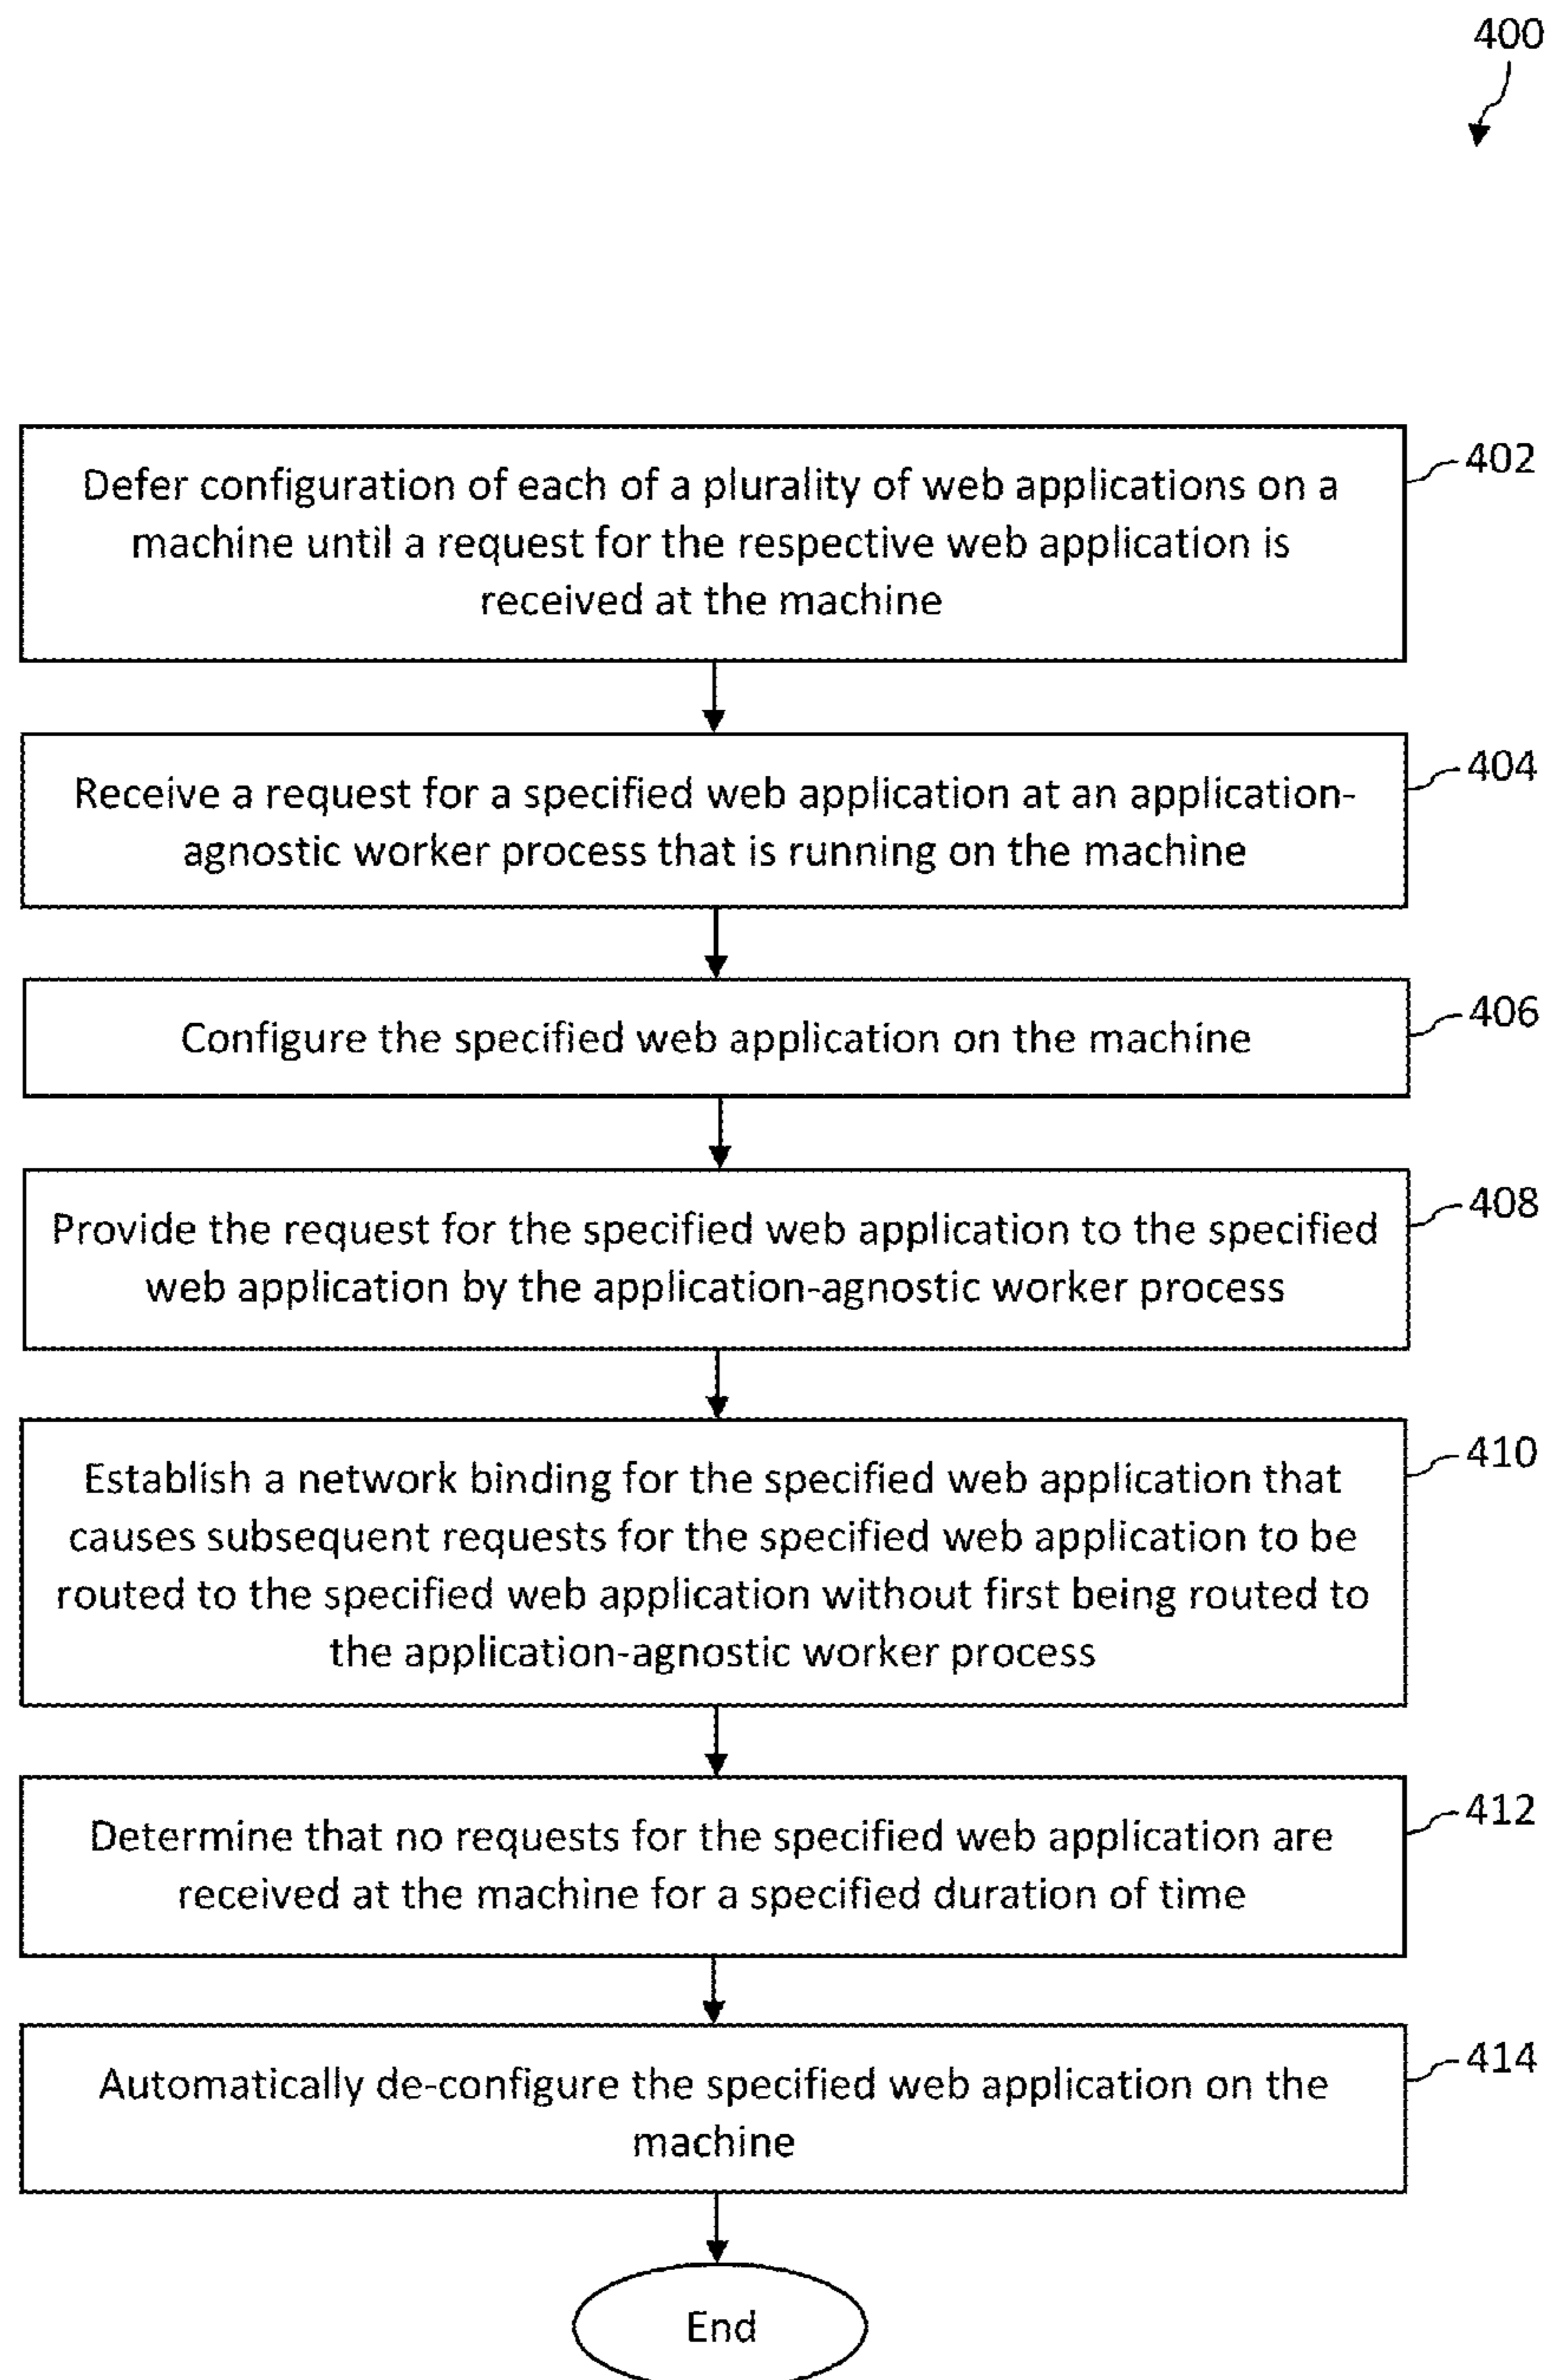 400
Defer configuration of each of a plurality of web applications on a
machine until a request for the respective web application is
received at the machine
402
Receive a request for a specified web application at an application-
agnostic worker process that is running on the machine
404
Configure the specified web application on the machine
406
Provide the request for the specified web application to the specified
web application by the application-agnostic worker process
408
Establish a network binding for the specified web application that
causes subsequent requests for the specified web application to be
routed to the specified web application without first being routed to
the application-agnostic worker process
410
Determine that no requests for the specified web application are
received at the machine for a specified duration of time
412
Automatically de-configure the specified web application on the
machine
414
End